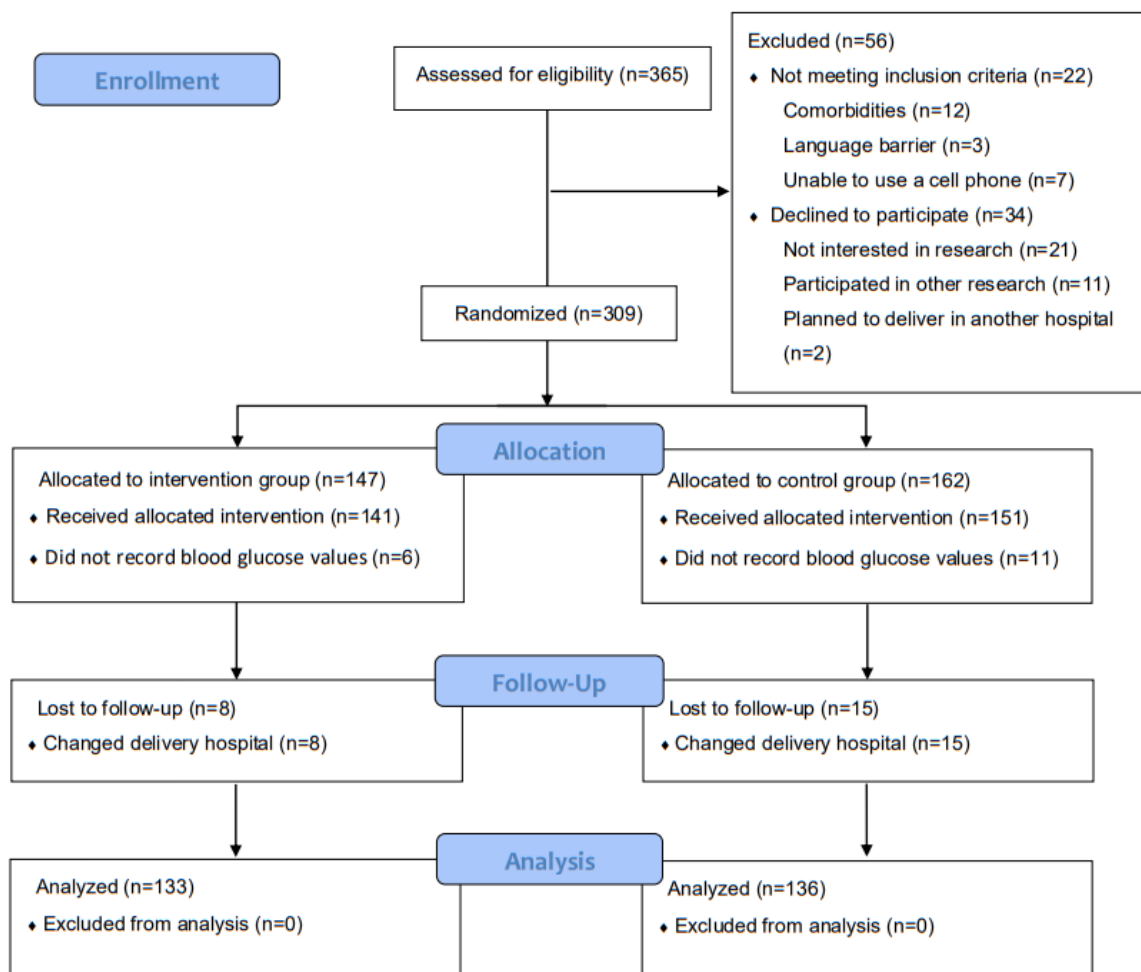 Enrollment
Assessed for eligibility (n=365)
Excluded (n=56)
♦ Not meeting inclusion criteria (n=22)
Comorbidities (n=12)
Language barrier (n=3)
Unable to use a cell phone (n=7)
♦ Declined to participate (n=34)
Not interested in research (n=21)
Participated in other research (n=11)
Planned to deliver in another hospital
(n=2)
Randomized (n=309)
Allocation
Allocated to intervention group (n=147)
♦ Received allocated intervention (n=141)
♦ Did not record blood glucose values (n=6)
Allocated to control group (n=162)
♦ Received allocated intervention (n=151)
♦ Did not record blood glucose values (n=11)
Follow-Up
Lost to follow-up (n=8)
♦ Changed delivery hospital (n=8)
Lost to follow-up (n=15)
♦ Changed delivery hospital (n=15)
Analysis
Analyzed (n=133)
♦ Excluded from analysis (n=0)
Analyzed (n=136)
♦ Excluded from analysis (n=0)